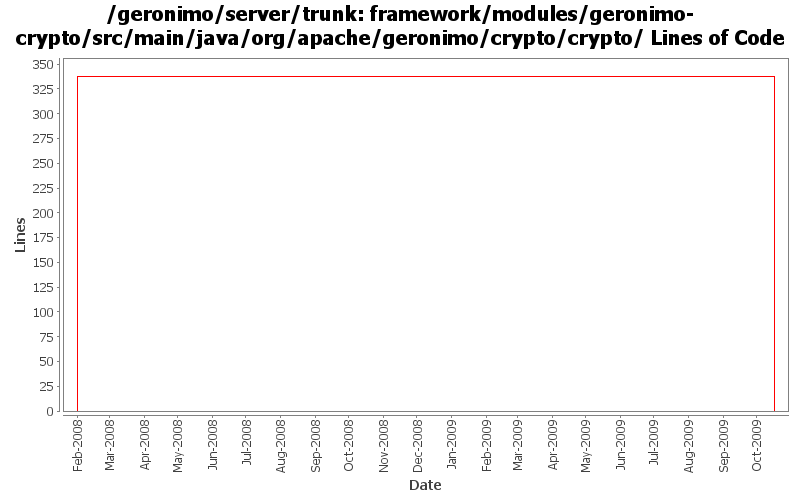 /geronimo/server/trunk: framework/modules/geronimo-
crypto/src/main/java/org/apache/geronimo/crypto/crypto/ Lines of Code
Lines
350
325
300
275
250
225
200
175
150
125
100
75
50
25
0
Feb-2008
Mar-2008
Apr-2008
May-2008
Jun-2008
Jul-2008
Aug-2008
Sep-2008
Oct-2008
Nov-2008
Dec-2008
Jan-2009
Feb-2009
Mar-2009
Apr-2009
May-2009
Jun-2009
Jul-2009
Aug-2009
Sep-2009
Oct-2009
Date